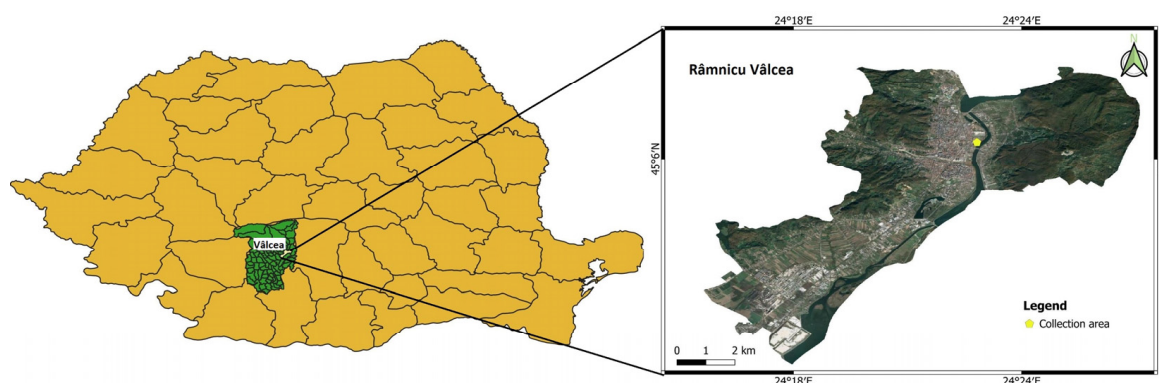 Vâlcea
24°18'E
24°24'E
N
Râmnicu Vâlcea
45°6'N
Legend
Collection area
0 1 2 km
24°18'E
24°24'E